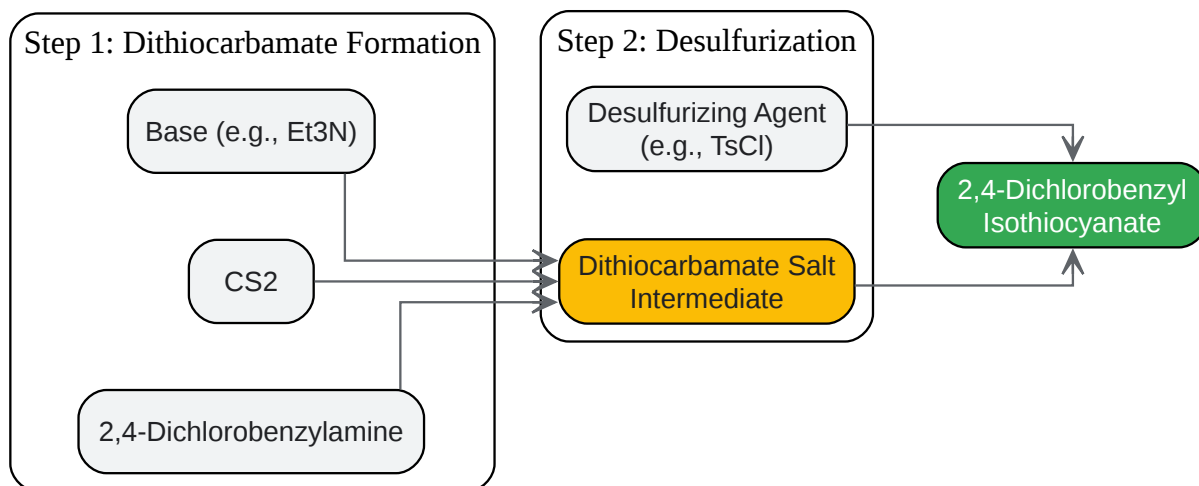 Step 1: Dithiocarbamate Formation
Base (e.g., Et3N)
CS2
2,4-Dichlorobenzylamine
Step 2: Desulfurization
Desulfurizing Agent
(e.g., TsCl)
Dithiocarbamate Salt
Intermediate
2,4-Dichlorobenzyl
Isothiocyanate